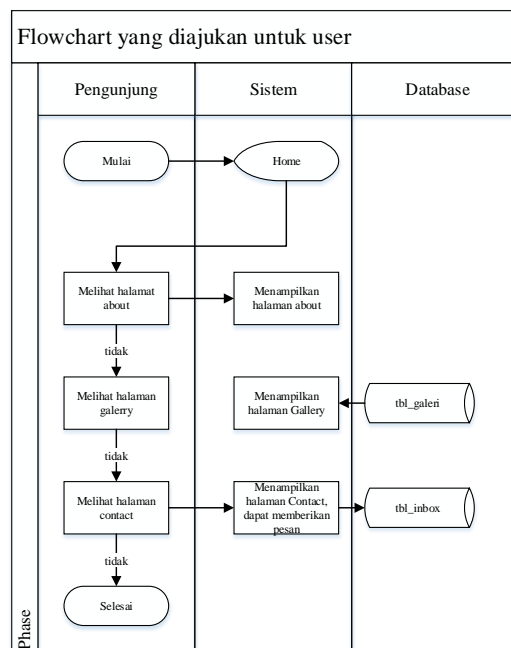 Flowchart yang diajukan untuk user
Pengunjung
Sistem
Database
Mulai
Home
Melihat halamat
about
Menampilkan
halaman about
tidak
Melihat halaman
galerry
Menampilkan
halaman Gallery
tbl_galeri
tidak
Melihat halaman
contact
Menampilkan
halaman Contact,
dapat memberikan
pesan
tbl_inbox
tidak
Selesai
Phase